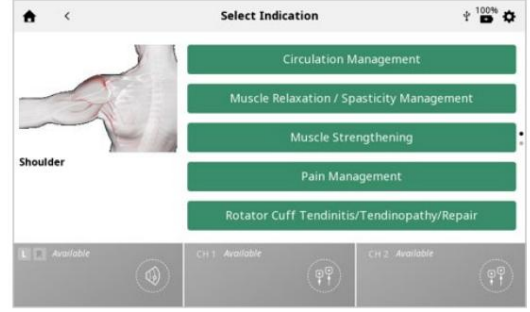 Select Indication
100%
Circulation Management
Muscle Relaxation / Spasticity Management
Muscle Strengthening
Shoulder
Pain Management
Rotator Cuff Tendinitis/Tendinopathy/Repair
L R Available
CH 1 Available
CH 2 Available